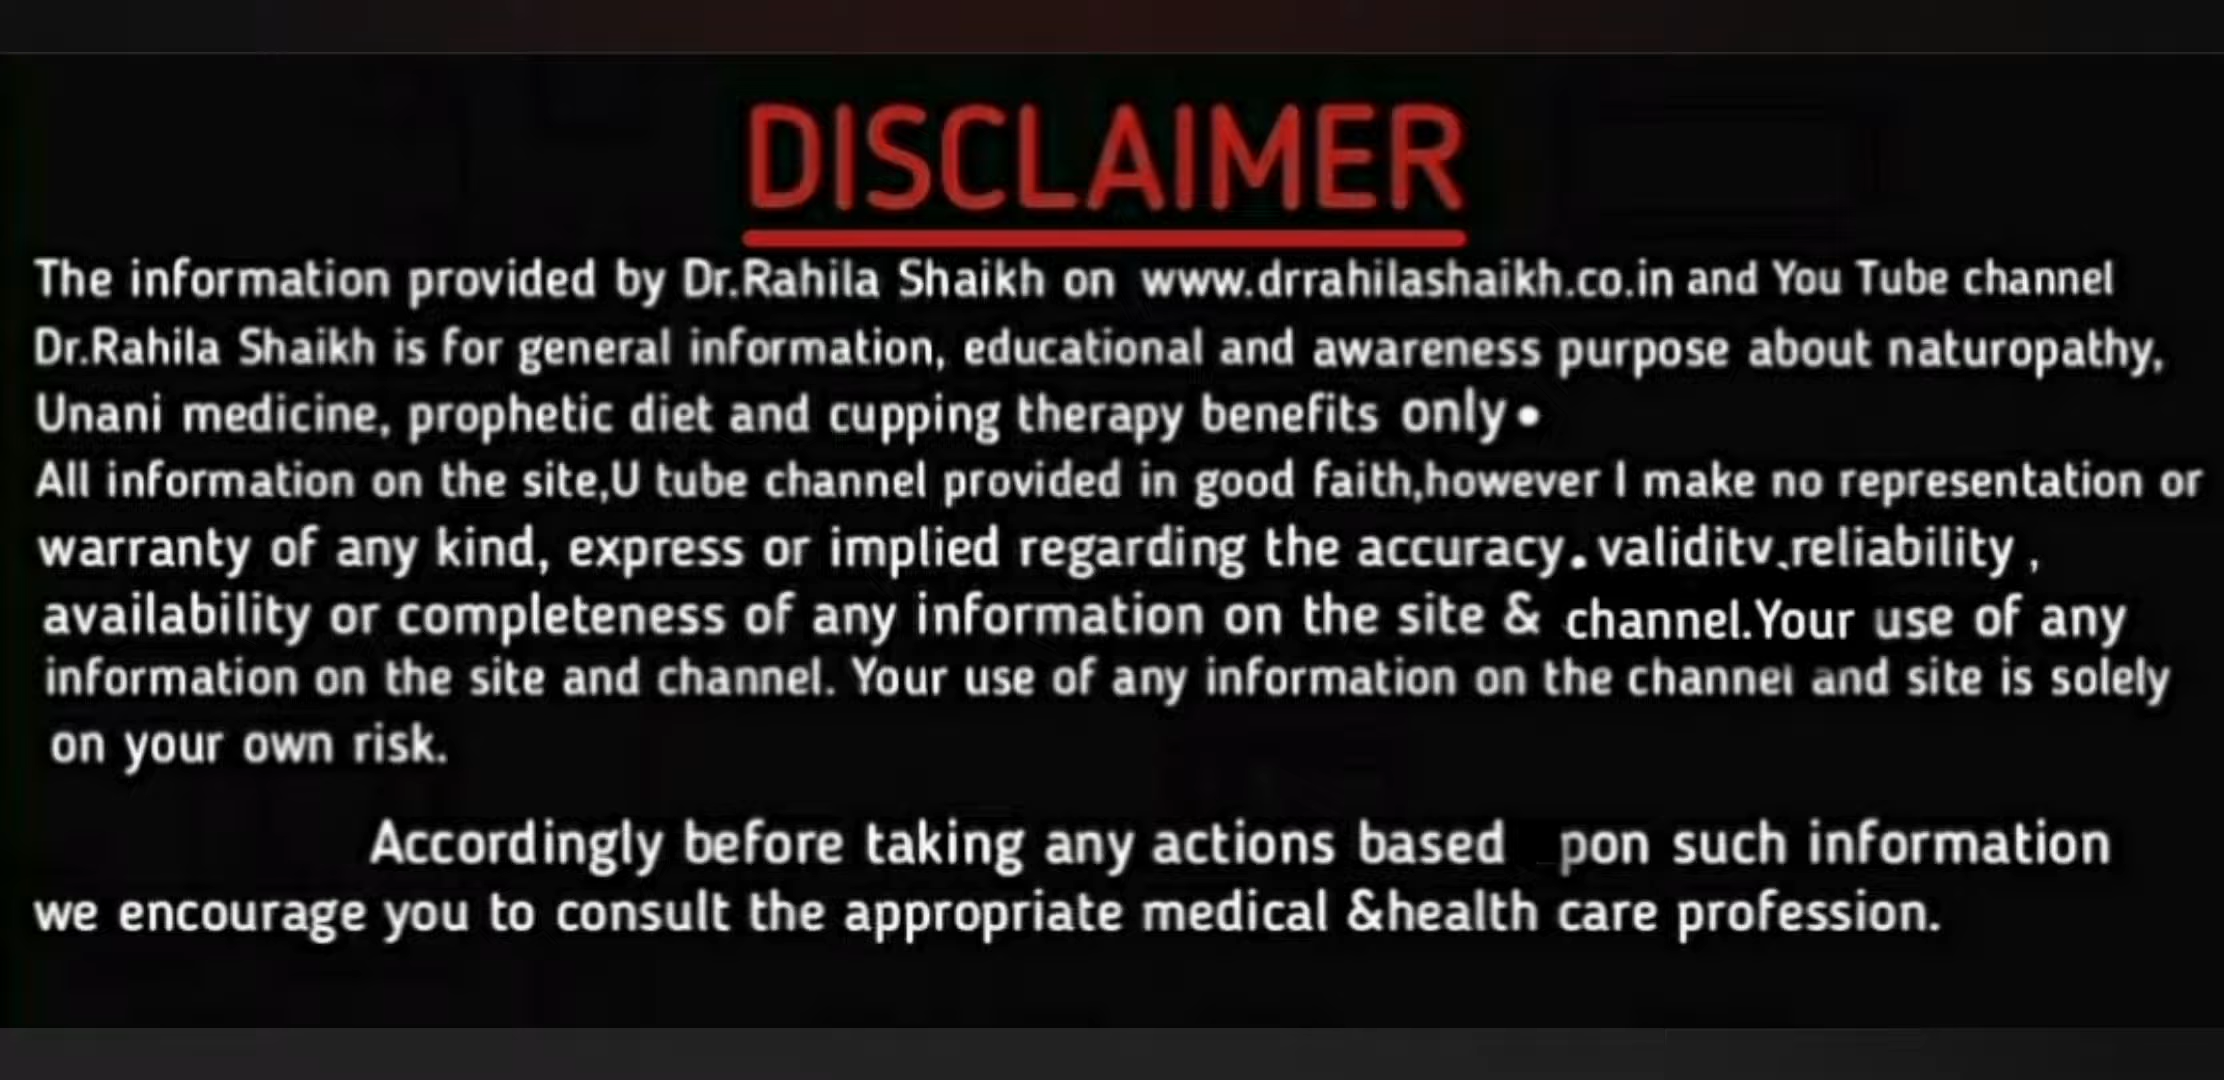 DISCLAIMER
The information provided by Dr.Rahila Shaikh on www.drrahilashaikh.co.in and You Tube channel
Dr.Rahila Shaikh is for general information, educational and awareness purpose about naturopathy,
Unani medicine, prophetic diet and cupping therapy benefits only•
All information on the site,U tube channel provided in good faith,however I make no representation or
warranty of any kind, express or implied regarding the accuracy. validity,reliability ,
availability or completeness of any information on the site & channel.Your use of any
information on the site and channel. Your use of any information on the channel and site is solely
on your own risk.
Accordingly before taking any actions based pon such information
we encourage you to consult the appropriate medical &health care profession.